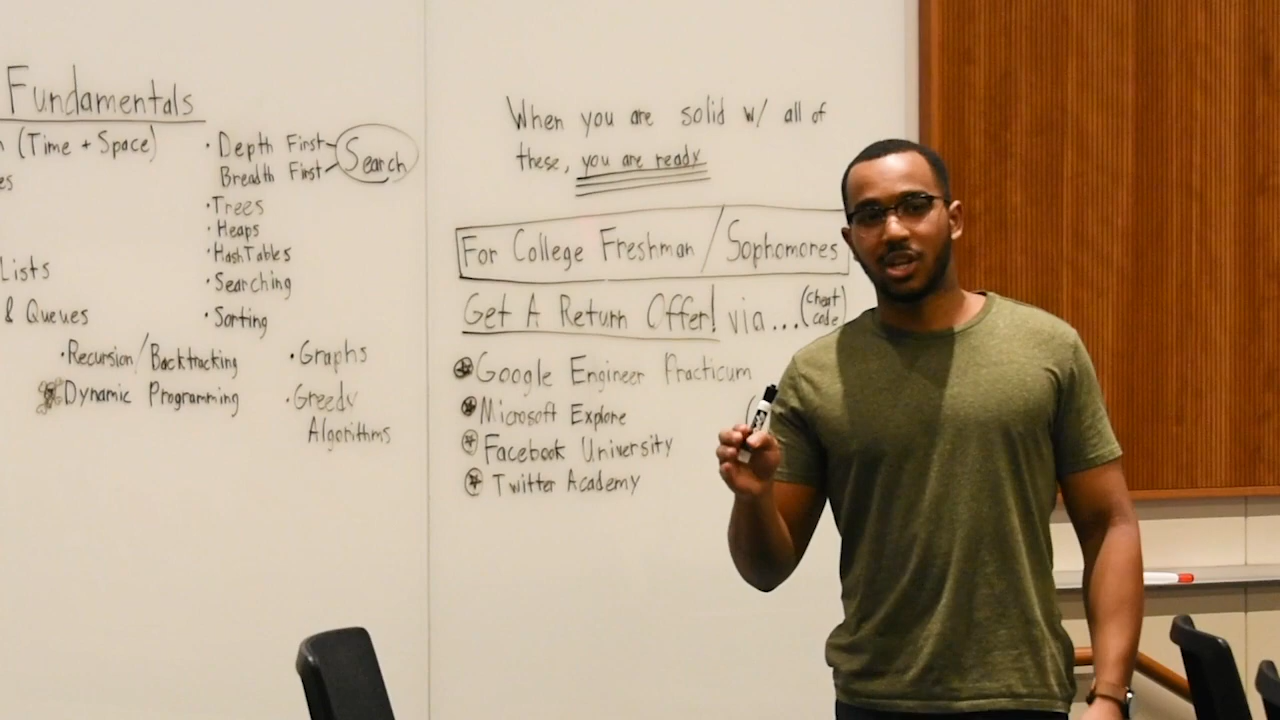 Fundamentals
(Time + Space)
Lists
& Queues
• Depth First
Breadth First
Search
• Trees
• Heaps
• HashTables
• Searching
• Sorting
• Recursion/Backtracking
Dynamic Programming
• Graphs
• Greedy
Algorithms
When you are solid w/ all of
these, you are ready
For College Freshman / Sophomores
Get A Return Offer! via... (cheat
code)
Google Engineer Practicum
Microsoft Explore
Facebook University
Twitter Academy